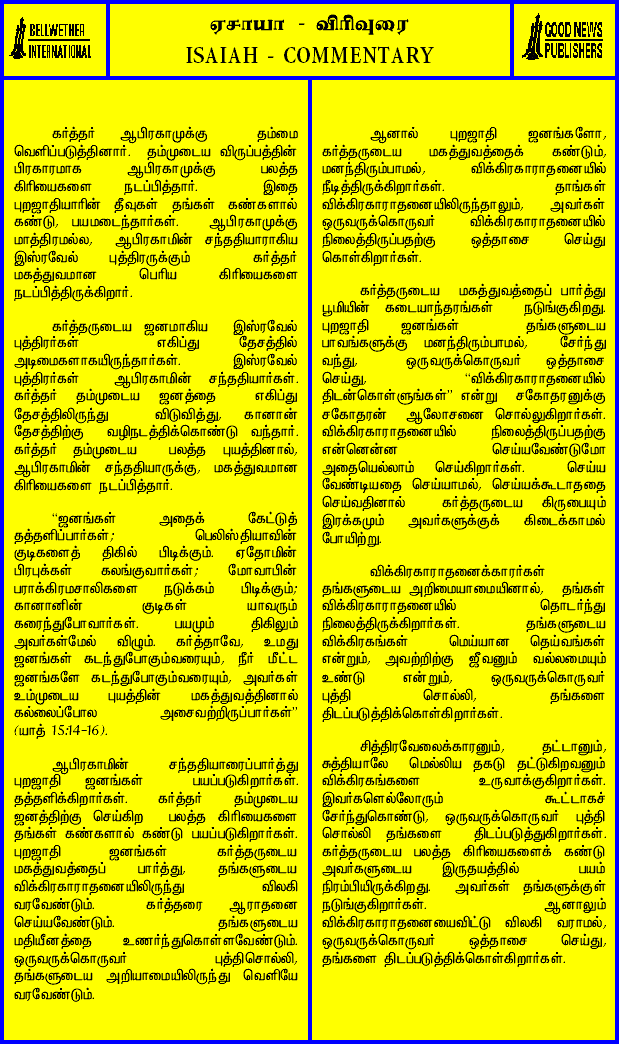 BELLWETHER
INTERNATIONAL
ஏசாயா - விரிவுரை
ISAIAH - COMMENTARY
GOOD NEWS
PUBLISHERS
கர்த்தர் ஆபிரகாமுக்கு தம்மை
வெளிப்படுத்தினார். தம்முடைய விருப்பத்தின்
பிரகாரமாக ஆபிரகாமுக்கு பலத்த
கிரியைகளை நடப்பித்தார். இதை
புறஜாதியாரின் தீவுகள் தங்கள் கண்களால்
கண்டு, பயமடைந்தார்கள். ஆபிரகாமுக்கு
மாத்திரமல்ல, ஆபிரகாமின் சந்ததியாராகிய
இஸ்ரவேல் புத்திரருக்கும் கர்த்தர்
மகத்துவமான பெரிய கிரியைகளை
நடப்பித்திருக்கிறார்.
கர்த்தருடைய ஜனமாகிய இஸ்ரவேல்
புத்திரர்கள் எகிப்து தேசத்தில்
அடிமைகளாகயிருந்தார்கள். இஸ்ரவேல்
புத்திரர்கள் ஆபிரகாமின் சந்ததியார்கள்.
கர்த்தர் தம்முடைய ஜனத்தை எகிப்து
தேசத்திலிருந்து விடுவித்து, கானான்
தேசத்திற்கு வழிநடத்திக்கொண்டு வந்தார்.
கர்த்தர் தம்முடைய பலத்த புயத்தினால்,
ஆபிரகாமின் சந்ததியாருக்கு, மகத்துவமான
கிரியைகளை நடப்பித்தார்.
“ஜனங்கள் அதைக் கேட்டுத்
தத்தளிப்பார்கள்; பெலிஸ்தியாவின்
குடிகளைத் திகில் பிடிக்கும். ஏதோமின்
பிரபுக்கள் கலங்குவார்கள்; மோவாபின்
பராக்கிரமசாலிகளை நடுக்கம் பிடிக்கும்;
கானானின் குடிகள் யாவரும்
கரைந்துபோவார்கள். பயமும் திகிலும்
அவர்கள்மேல் விழும். கர்த்தாவே, உமது
ஜனங்கள் கடந்துபோகும்வரையும், நீர் மீட்ட
ஜனங்களே கடந்துபோகும்வரையும், அவர்கள்
உம்முடைய புயத்தின் மகத்துவத்தினால்
கல்லைப்போல அசைவற்றிருப்பார்கள்”
(யாத் 15:14-16).
ஆபிரகாமின் சந்ததியாரைப்பார்த்து
புறஜாதி ஜனங்கள் பயப்படுகிறார்கள்.
தத்தளிக்கிறார்கள். கர்த்தர் தம்முடைய
ஜனத்திற்கு செய்கிற பலத்த கிரியைகளை
தங்கள் கண்களால் கண்டு பயப்படுகிறார்கள்.
புறஜாதி ஜனங்கள் கர்த்தருடைய
மகத்துவத்தைப் பார்த்து, தங்களுடைய
விக்கிரகாராதனையிலிருந்து விலகி
வரவேண்டும். கர்த்தரை ஆராதனை
செய்யவேண்டும். தங்களுடைய
மதியீனத்தை உணர்ந்துகொள்ளவேண்டும்.
ஒருவருக்கொருவர் புத்திசொல்லி,
தங்களுடைய அறியாமையிலிருந்து வெளியே
வரவேண்டும்.
ஆனால் புறஜாதி ஜனங்களோ,
கர்த்தருடைய மகத்துவத்தைக் கண்டும்,
மனந்திரும்பாமல், விக்கிரகாராதனையில்
நீடித்திருக்கிறார்கள். தாங்கள்
விக்கிரகாராதனையிலிருந்தாலும், அவர்கள்
ஒருவருக்கொருவர் விக்கிரகாராதனையில்
நிலைத்திருப்பதற்கு ஒத்தாசை செய்து
கொள்கிறார்கள்.
கர்த்தருடைய மகத்துவத்தைப் பார்த்து
பூமியின் கடையாந்தரங்கள் நடுங்குகிறது.
புறஜாதி ஜனங்கள் தங்களுடைய
பாவங்களுக்கு மனந்திரும்பாமல், சேர்ந்து
வந்து, ஒருவருக்கொருவர் ஒத்தாசை
செய்து, “விக்கிரகாராதனையில்
திடன்கொள்ளுங்கள்” என்று சகோதரனுக்கு
சகோதரன் ஆலோசனை சொல்லுகிறார்கள்.
விக்கிரகாராதனையில் நிலைத்திருப்பதற்கு
என்னென்ன செய்யவேண்டுமோ
அதையெல்லாம் செய்கிறார்கள். செய்ய
வேண்டியதை செய்யாமல், செய்யக்கூடாததை
செய்வதினால் கர்த்தருடைய கிருபையும்
இரக்கமும் அவர்களுக்குக் கிடைக்காமல்
போயிற்று.
விக்கிரகாராதனைக்காரர்கள்
தங்களுடைய அறிமையாமையினால், தங்கள்
விக்கிரகாராதனையில் தொடர்ந்து
நிலைத்திருக்கிறார்கள். தங்களுடைய
விக்கிரகங்கள் மெய்யான தெய்வங்கள்
என்றும், அவற்றிற்கு ஜீவனும் வல்லமையும்
உண்டு என்றும், ஒருவருக்கொருவர்
புத்தி சொல்லி, தங்களை
திடப்படுத்திக்கொள்கிறார்கள்.
சித்திரவேலைக்காரனும், தட்டானும்,
சுத்தியாலே மெல்லிய தகடு தட்டுகிறவனும்
விக்கிரகங்களை உருவாக்குகிறார்கள்.
இவர்களெல்லோரும் கூட்டாகச்
சேர்ந்துகொண்டு, ஒருவருக்கொருவர் புத்தி
சொல்லி தங்களை திடப்படுத்துகிறார்கள்.
கர்த்தருடைய பலத்த கிரியைகளைக் கண்டு
அவர்களுடைய இருதயத்தில் பயம்
நிரம்பியிருக்கிறது. அவர்கள் தங்களுக்குள்
நடுங்குகிறார்கள். ஆனாலும்
விக்கிரகாராதனையைவிட்டு விலகி வராமல்,
ஒருவருக்கொருவர் ஒத்தாசை செய்து,
தங்களை திடப்படுத்திக்கொள்கிறார்கள்.